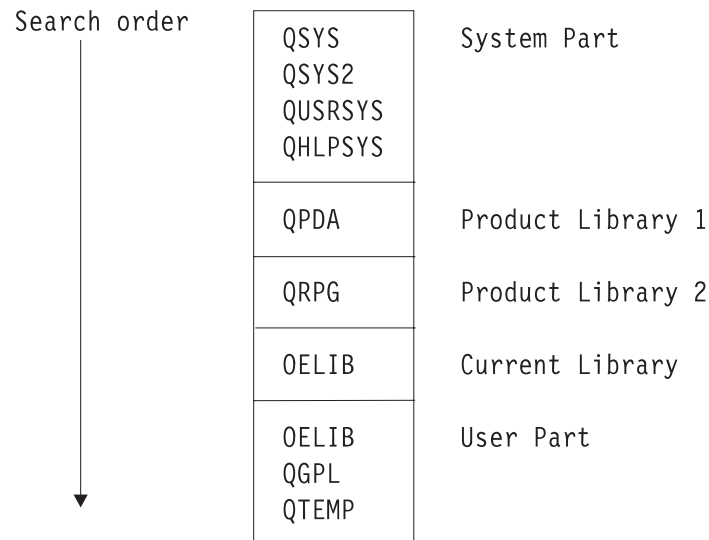 Search order
QSYS System Part
QSYS2
QUSRSYS
QHLPSYS
QPDA Product Library 1
QRPG Product Library 2
OELIB Current Library
OELIB User Part
QGPL
QTEMP